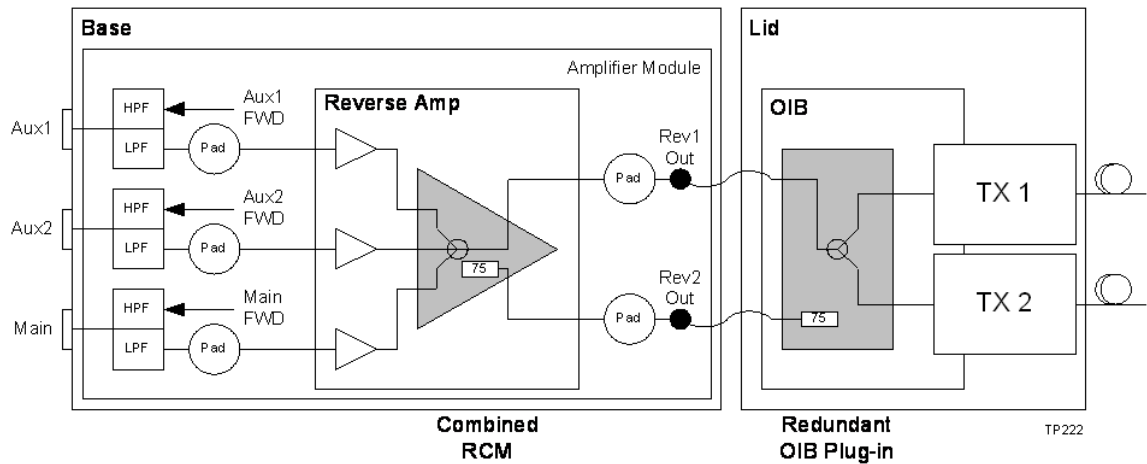 Base
Lid
Amplifier Module
Reverse Amp
OIB
Aux1
HPF
LPF
Aux1
FWD
Pad
Aux2
HPF
LPF
Aux2
FWD
Pad
Main
HPF
LPF
Main
FWD
Pad
75
Pad
Rev1
Out
Pad
Rev2
Out
75
TX 1
TX 2
Combined
RCM
Redundant
OIB Plug-in
TP222